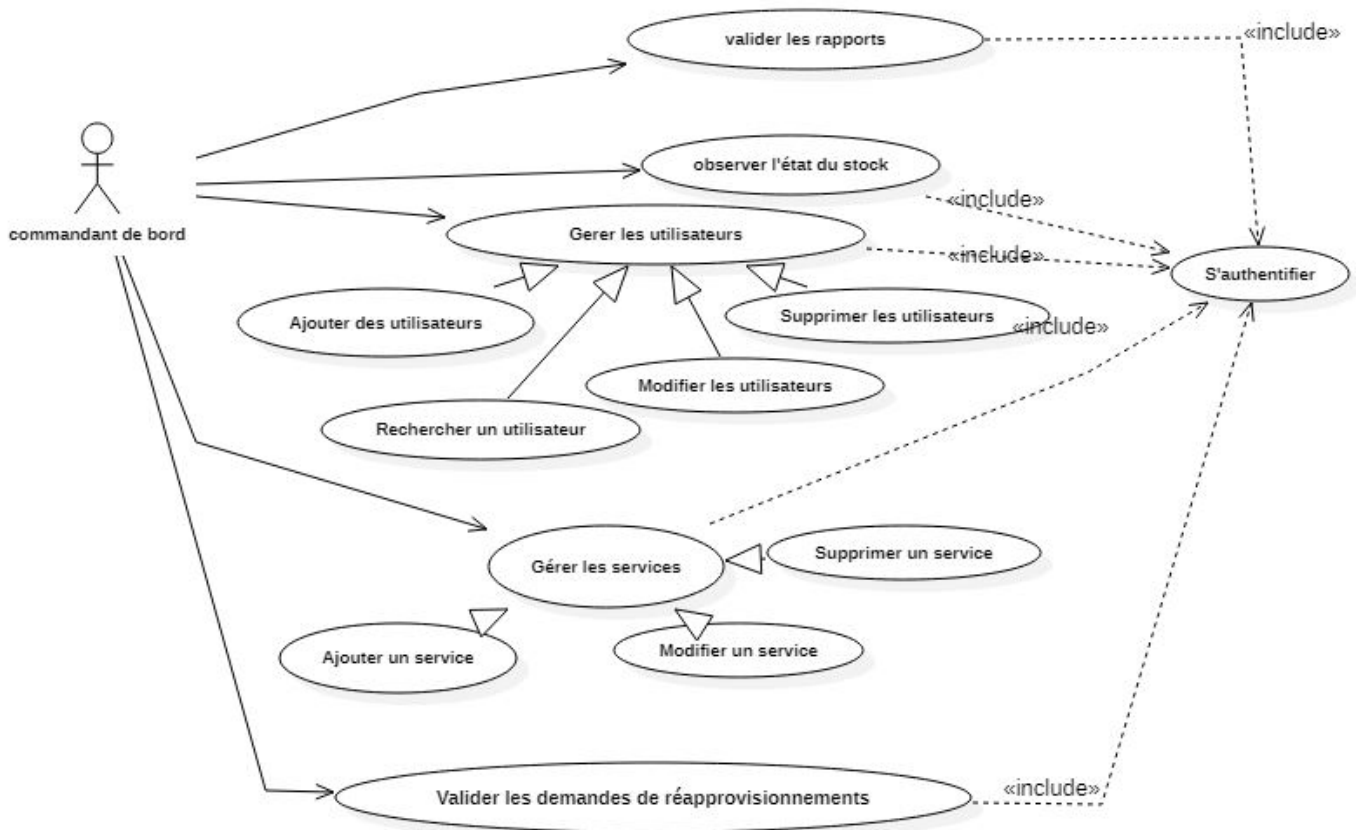 valider les rapports
«include»
observer l'état du stock
commandant de bord
«include»
Gerer les utilisateurs
«include»
S'authentifier
Ajouter des utilisateurs
Supprimer les utilisateurs
«include»
Modifier les utilisateurs
Rechercher un utilisateur
Supprimer un service
Gérer les services
Ajouter un service
Modifier un service
Valider les demandes de réapprovisionnements
«include»